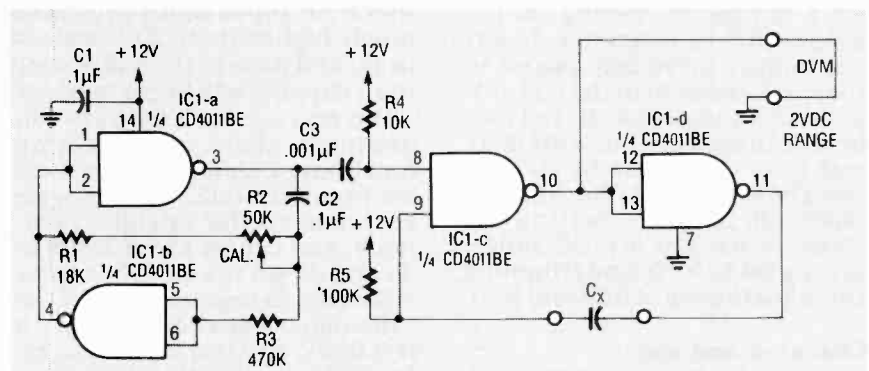 C1
.1µF
+12V
14
1/4
IC1-a
CD4011BE
1
2
3
C3
.001µF
+12V
R4
10K
8
9
10
IC1-c
1/4 CD4011BE
IC1-d
1/4 CD4011BE
12
13
11
7
DVM
2VDC
RANGE
R2
50K
CAL.
C2
.1µF
+12V
R1
18K
IC1-b
1/4 CD4011BE
4
5
6
R3
470K
R5
100K
CX